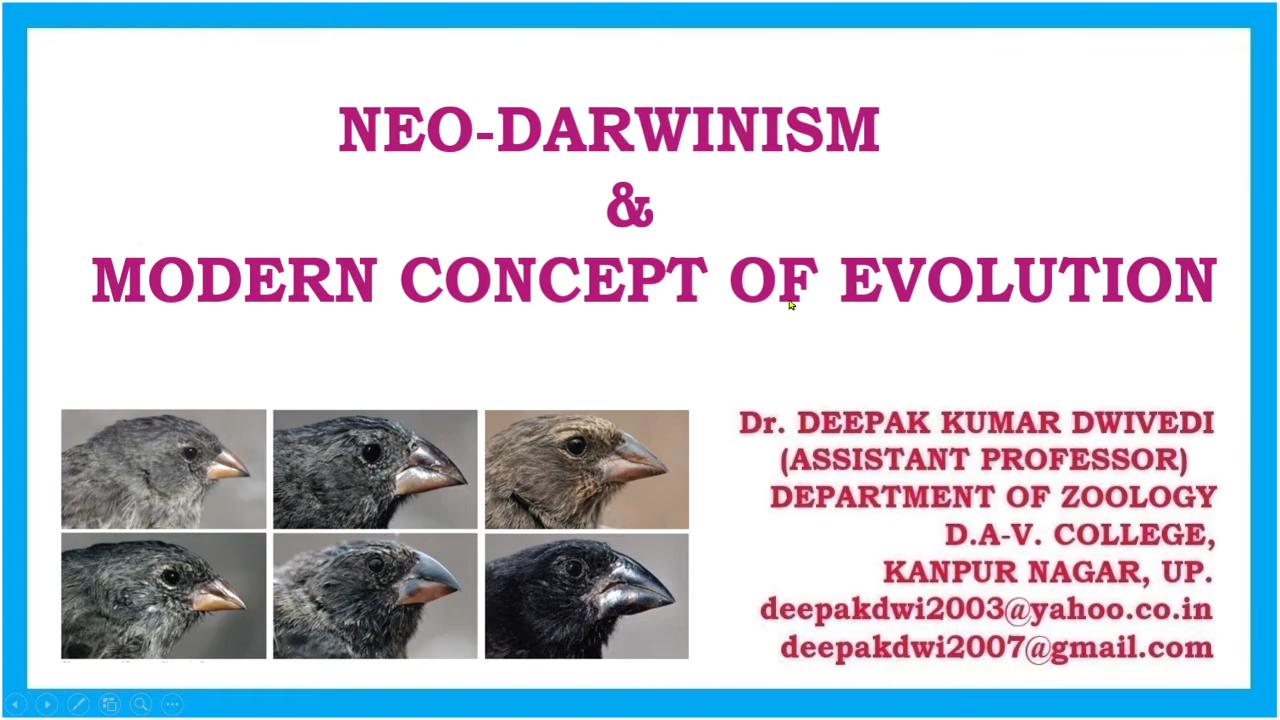 NEO-DARWINISM
&
MODERN CONCEPT OF EVOLUTION
Dr. DEEPAK KUMAR DWIVEDI
(ASSISTANT PROFESSOR)
DEPARTMENT OF ZOOLOGY
D.A-V. COLLEGE,
KANPUR NAGAR, UP.
deepakdwi2003@yahoo.co.in
deepakdwi2007@gmail.com